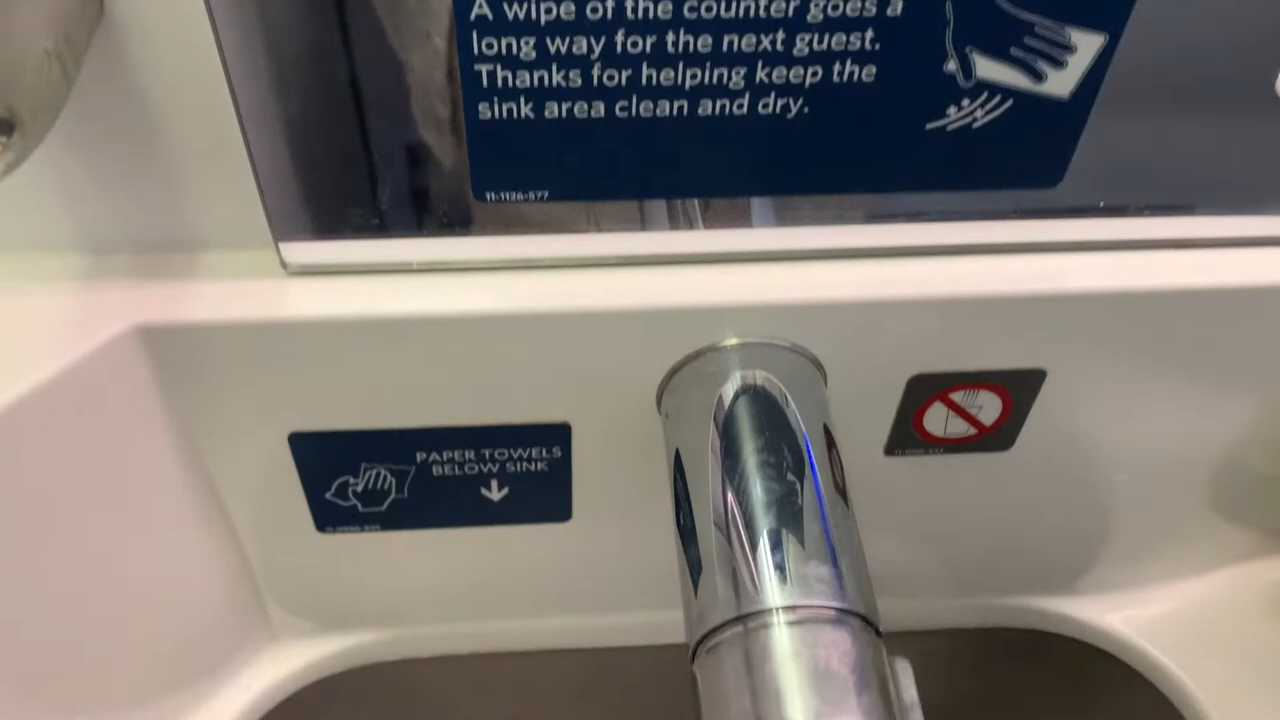 A wipe of the counter goes a
long way for the next guest.
Thanks for helping keep the
sink area clean and dry.
11-1126-577
PAPER TOWELS
BELOW SINK